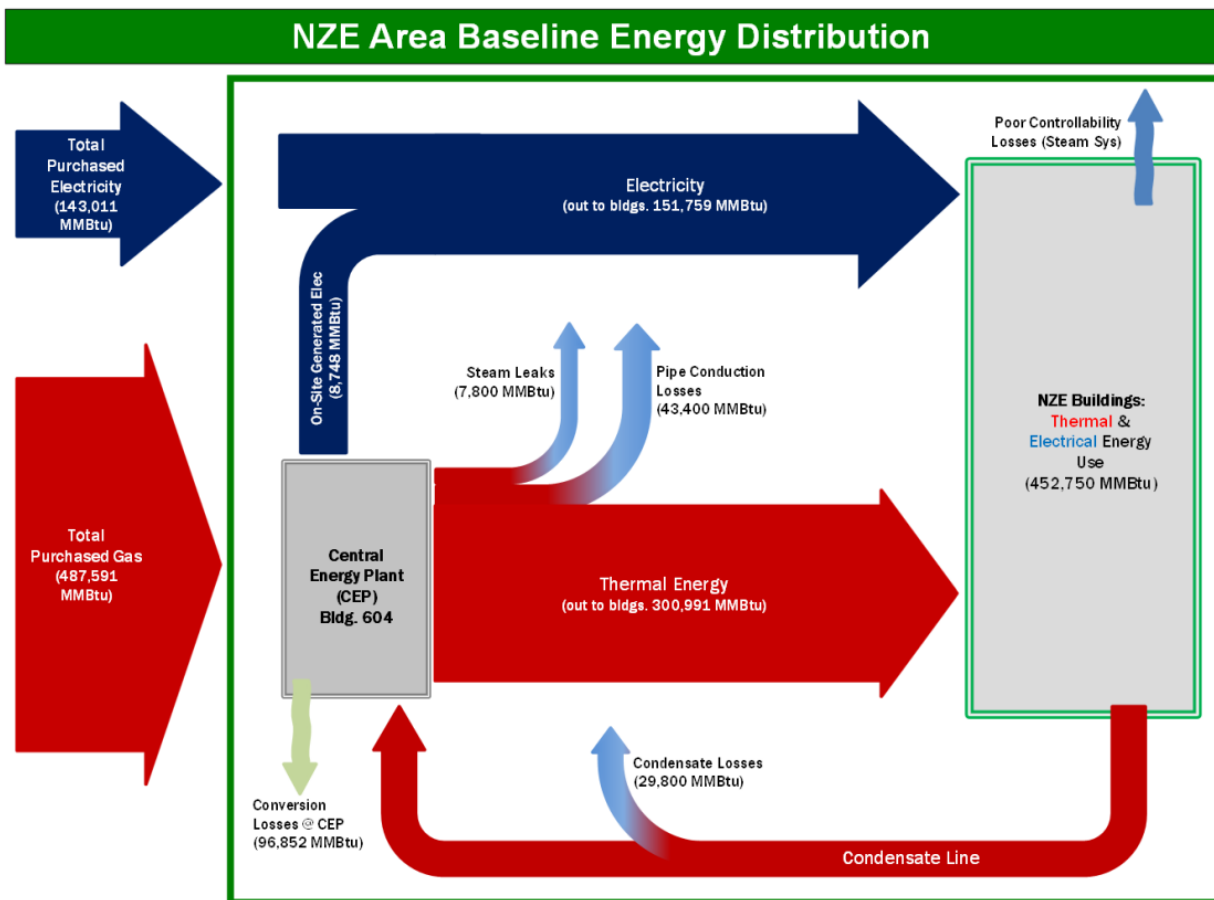 NZE Area Baseline Energy Distribution
Total
Purchased
Electricity
(143,011
MMBtu)
Electricity
(out to bldgs. 151,759 MMBtu)
Poor Controllability
Losses (Steam Sys)
On-Site Generated Elec
(8,748 MMBtu)
Steam Leaks
(7,800 MMBtu)
Pipe Conduction
Losses
(43,400 MMBtu)
NZE Buildings:
Thermal &
Electrical Energy
Use
(452,750 MMBtu)
Total
Purchased Gas
(487,591
MMBtu)
Central
Energy Plant
(CEP)
Bldg. 604
Thermal Energy
(out to bldgs. 300,991 MMBtu)
Condensate Losses
(29,800 MMBtu)
Conversion
Losses @ CEP
(96,852 MMBtu)
Condensate Line